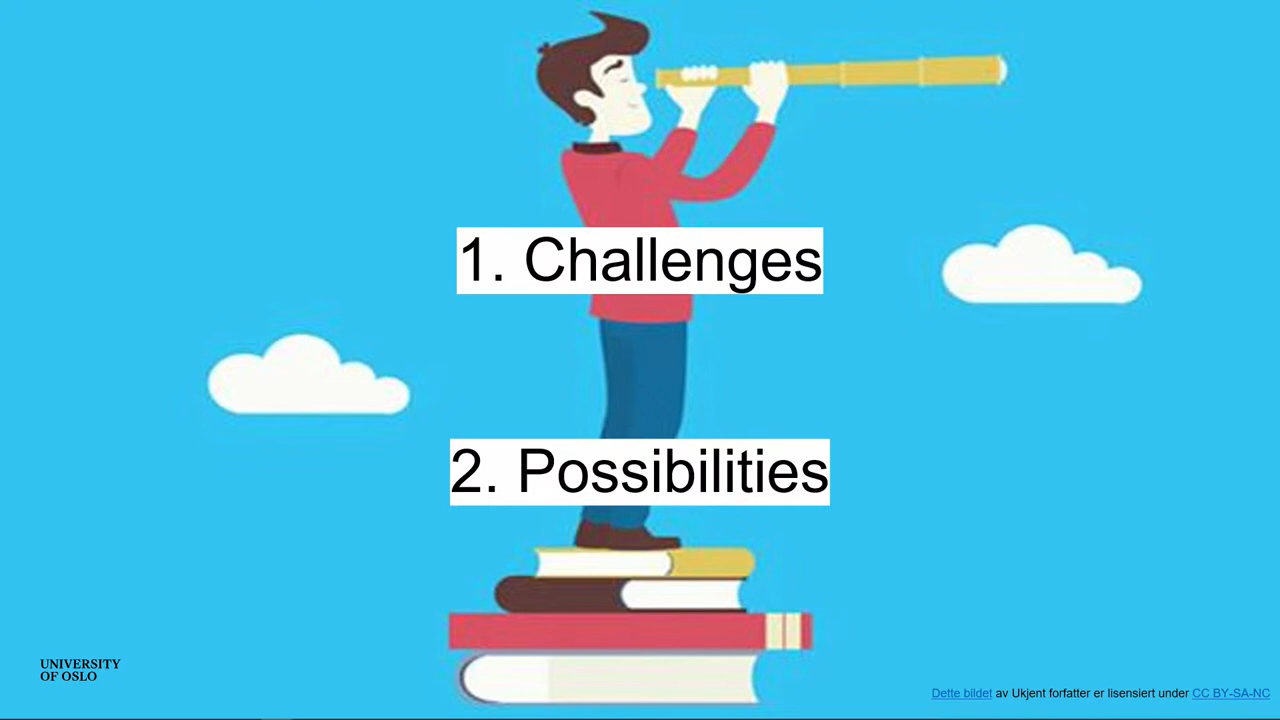 1. Challenges
2. Possibilities
UNIVERSITY
OF OSLO
Dette bildet av Ukjent forfatter er lisensiert under CC BY-SA-NC